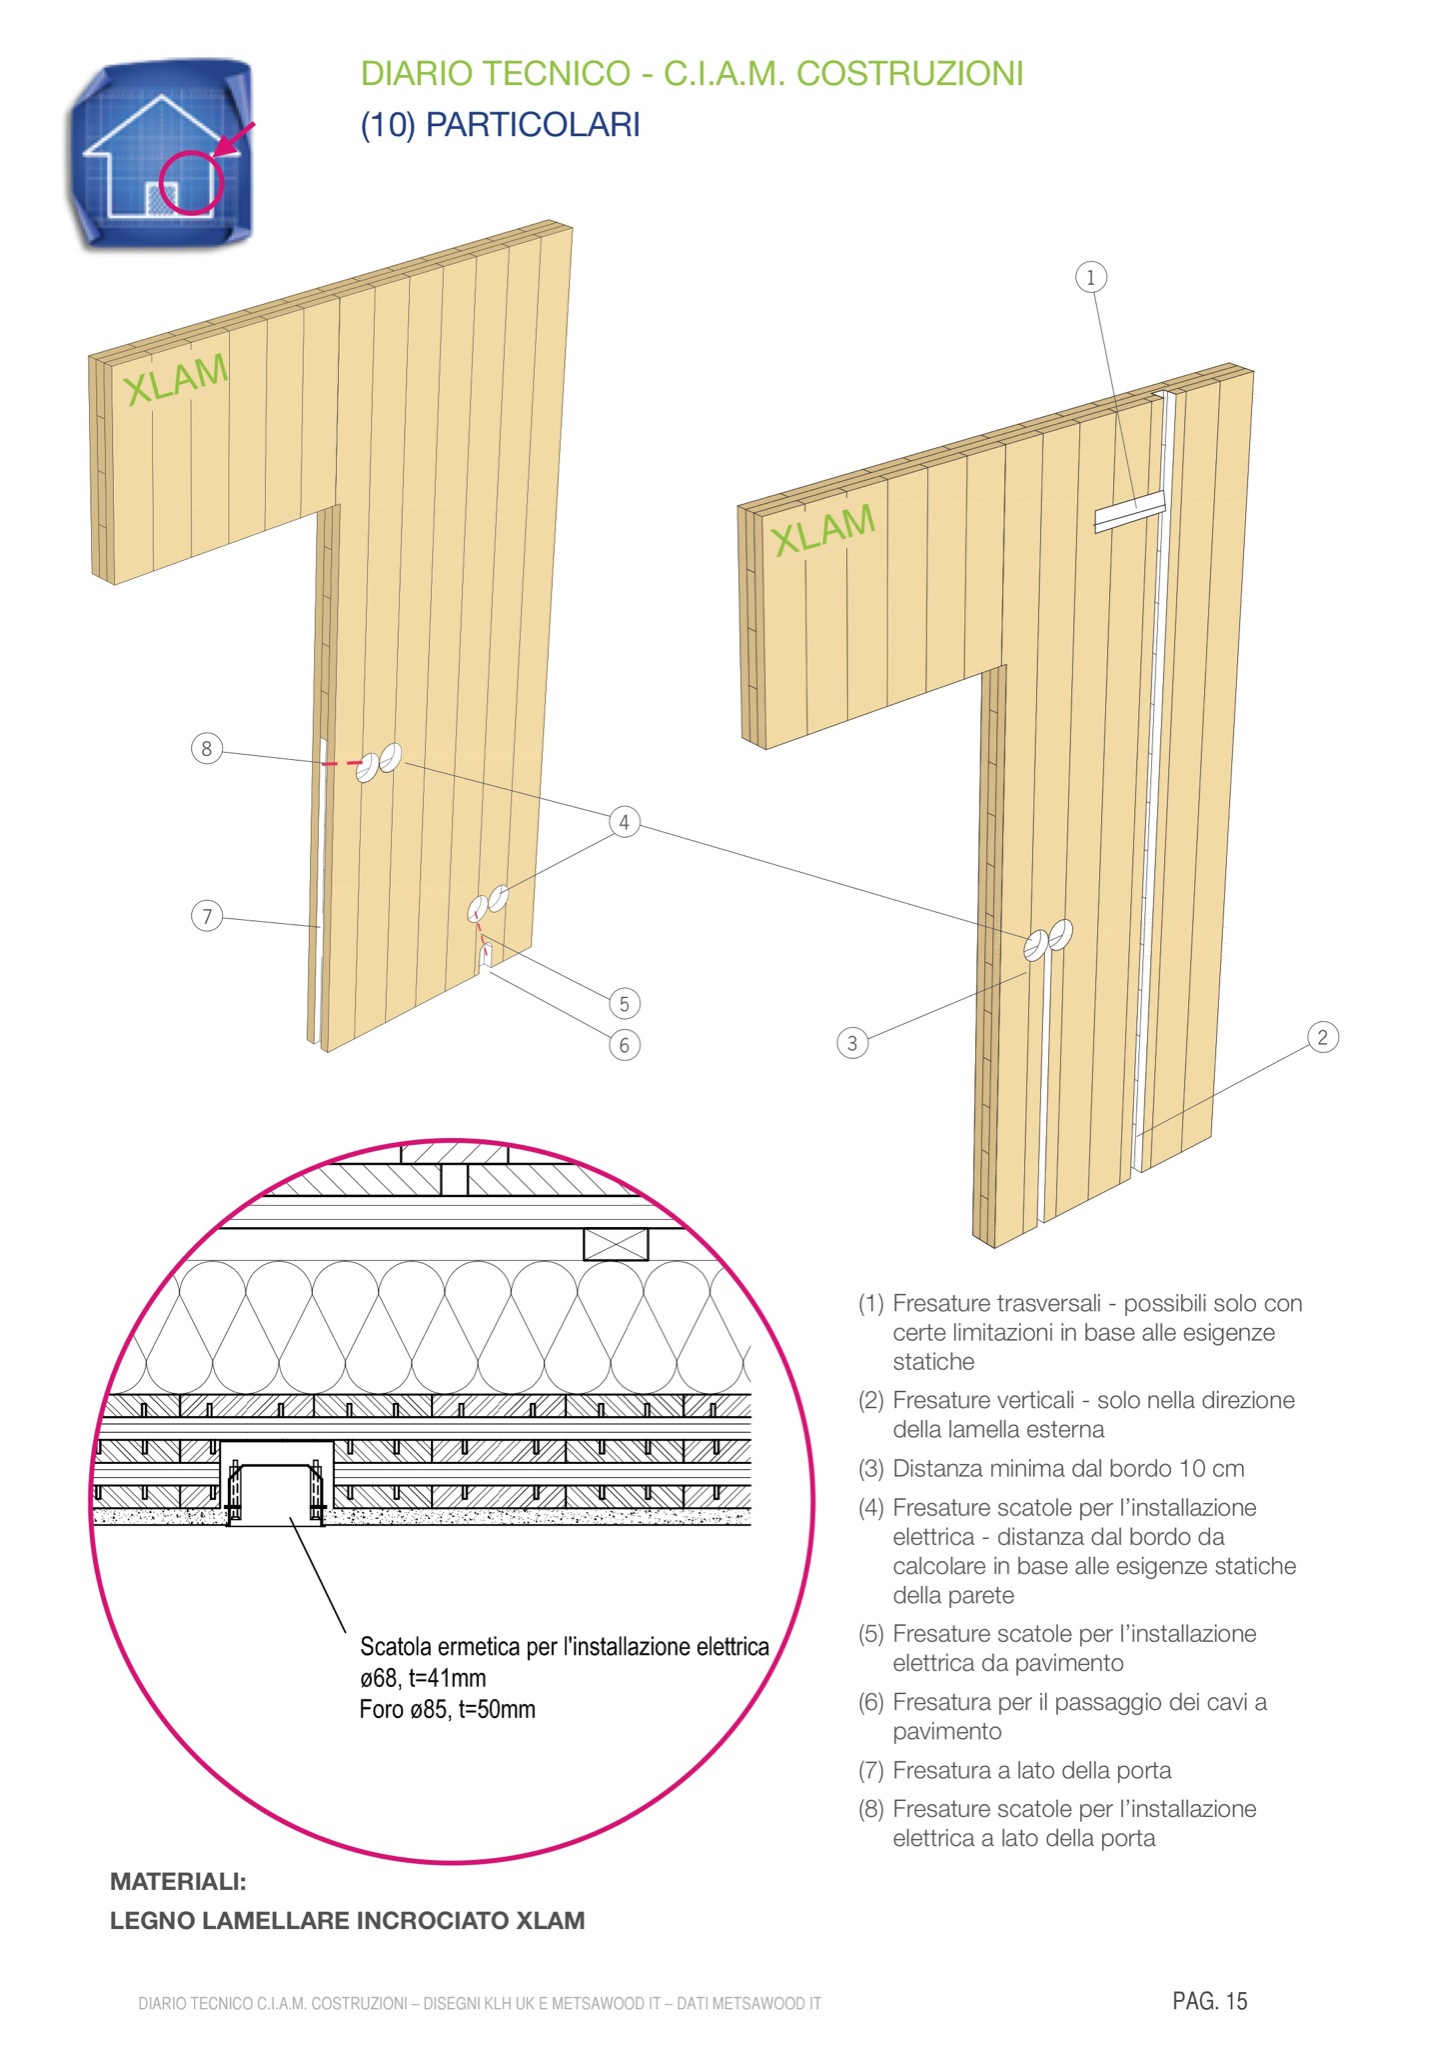 DIARIO TECNICO - C.I.A.M. COSTRUZIONI
(10) PARTICOLARI
XLAM
1
XLAM
8
4
7
5
6
3
2
(1) Fresature trasversali - possibili solo con
certe limitazioni in base alle esigenze
statiche
(2) Fresature verticali - solo nella direzione
della lamella esterna
(3) Distanza minima dal bordo 10 cm
(4) Fresature scatole per l’installazione
elettrica - distanza dal bordo da
calcolare in base alle esigenze statiche
della parete
(5) Fresature scatole per l’installazione
elettrica da pavimento
(6) Fresatura per il passaggio dei cavi a
pavimento
(7) Fresatura a lato della porta
(8) Fresature scatole per l’installazione
elettrica a lato della porta
Scatola ermetica per l'installazione elettrica
ø68, t=41mm
Foro ø85, t=50mm
MATERIALI:
LEGNO LAMELLARE INCROCIATO XLAM
DIARIO TECNICO C.I.A.M. COSTRUZIONI – DISEGNI KLH UK E METSAWOOD IT – DATI METSAWOOD IT
PAG. 15